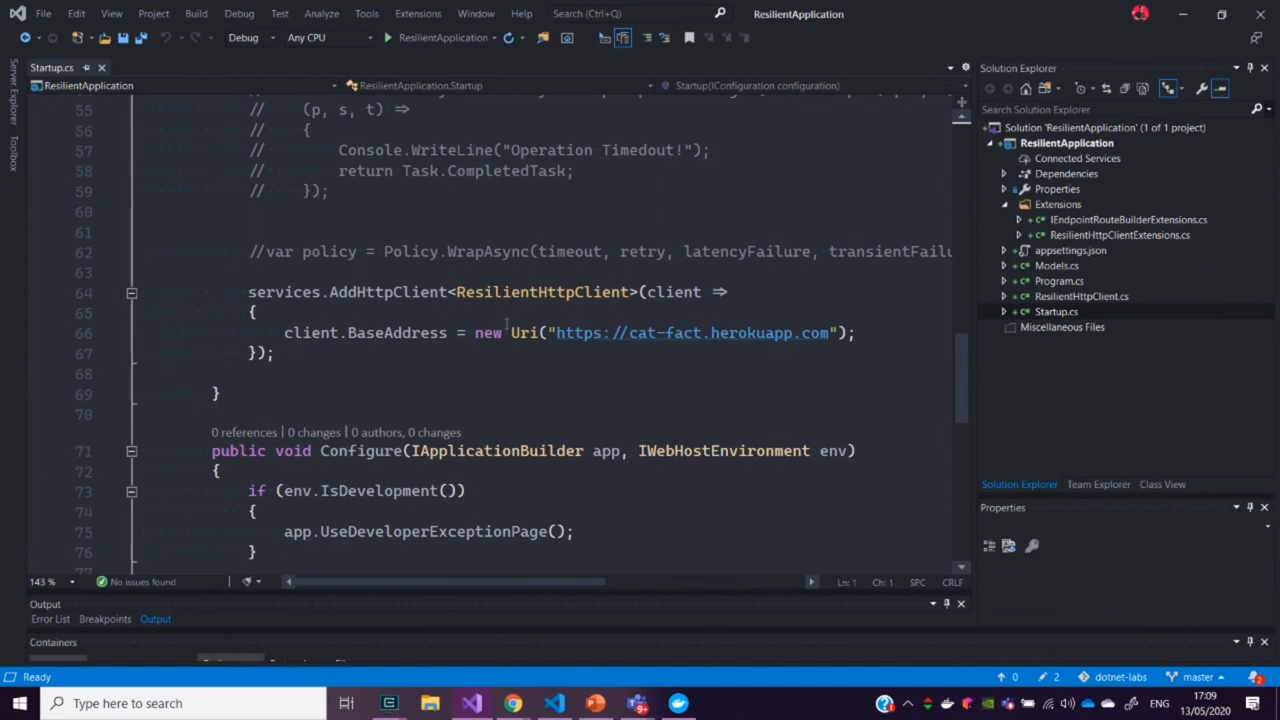 File Edit View Project Build Debug Test Analyze Tools Extensions Window Help Search (Ctrl+Q) ResilientApplication
Debug Any CPU ResilientApplication
Server Explorer
Toolbox
Startup.cs
ResilientApplication ResilientApplication.Startup Startup(IConfiguration configuration)
55 // (p, s, t) =>
56 // {
57 // Console.WriteLine("Operation Timedout!");
58 // return Task.CompletedTask;
59 // });
60
61
62 //var policy = Policy.WrapAsync(timeout, retry, latencyFailure, transientFailu
63
64 services.AddHttpClient<ResilientHttpClient>(client =>
65 {
66 client.BaseAddress = new Uri("https://cat-fact.herokuapp.com");
67 });
68
69 }
70
0 references | 0 changes | 0 authors, 0 changes
71 public void Configure(IApplicationBuilder app, IWebHostEnvironment env)
72 {
73 if (env.IsDevelopment())
74 {
75 app.UseDeveloperExceptionPage();
76 }
77
143 % No issues found Ln: 1 Ch: 1 SPC CRLF
Output
Error List Breakpoints Output
Containers
Solution Explorer
Search Solution Explorer
Solution 'ResilientApplication' (1 of 1 project)
ResilientApplication
Connected Services
Dependencies
Properties
Extensions
IEndpointRouteBuilderExtensions.cs
ResilientHttpClientExtensions.cs
appsettings.json
Models.cs
Program.cs
ResilientHttpClient.cs
Startup.cs
Miscellaneous Files
Solution Explorer Team Explorer Class View
Properties
Ready 0 2 dotnet-labs master 2
Type here to search
ENG 17:09
13/05/2020